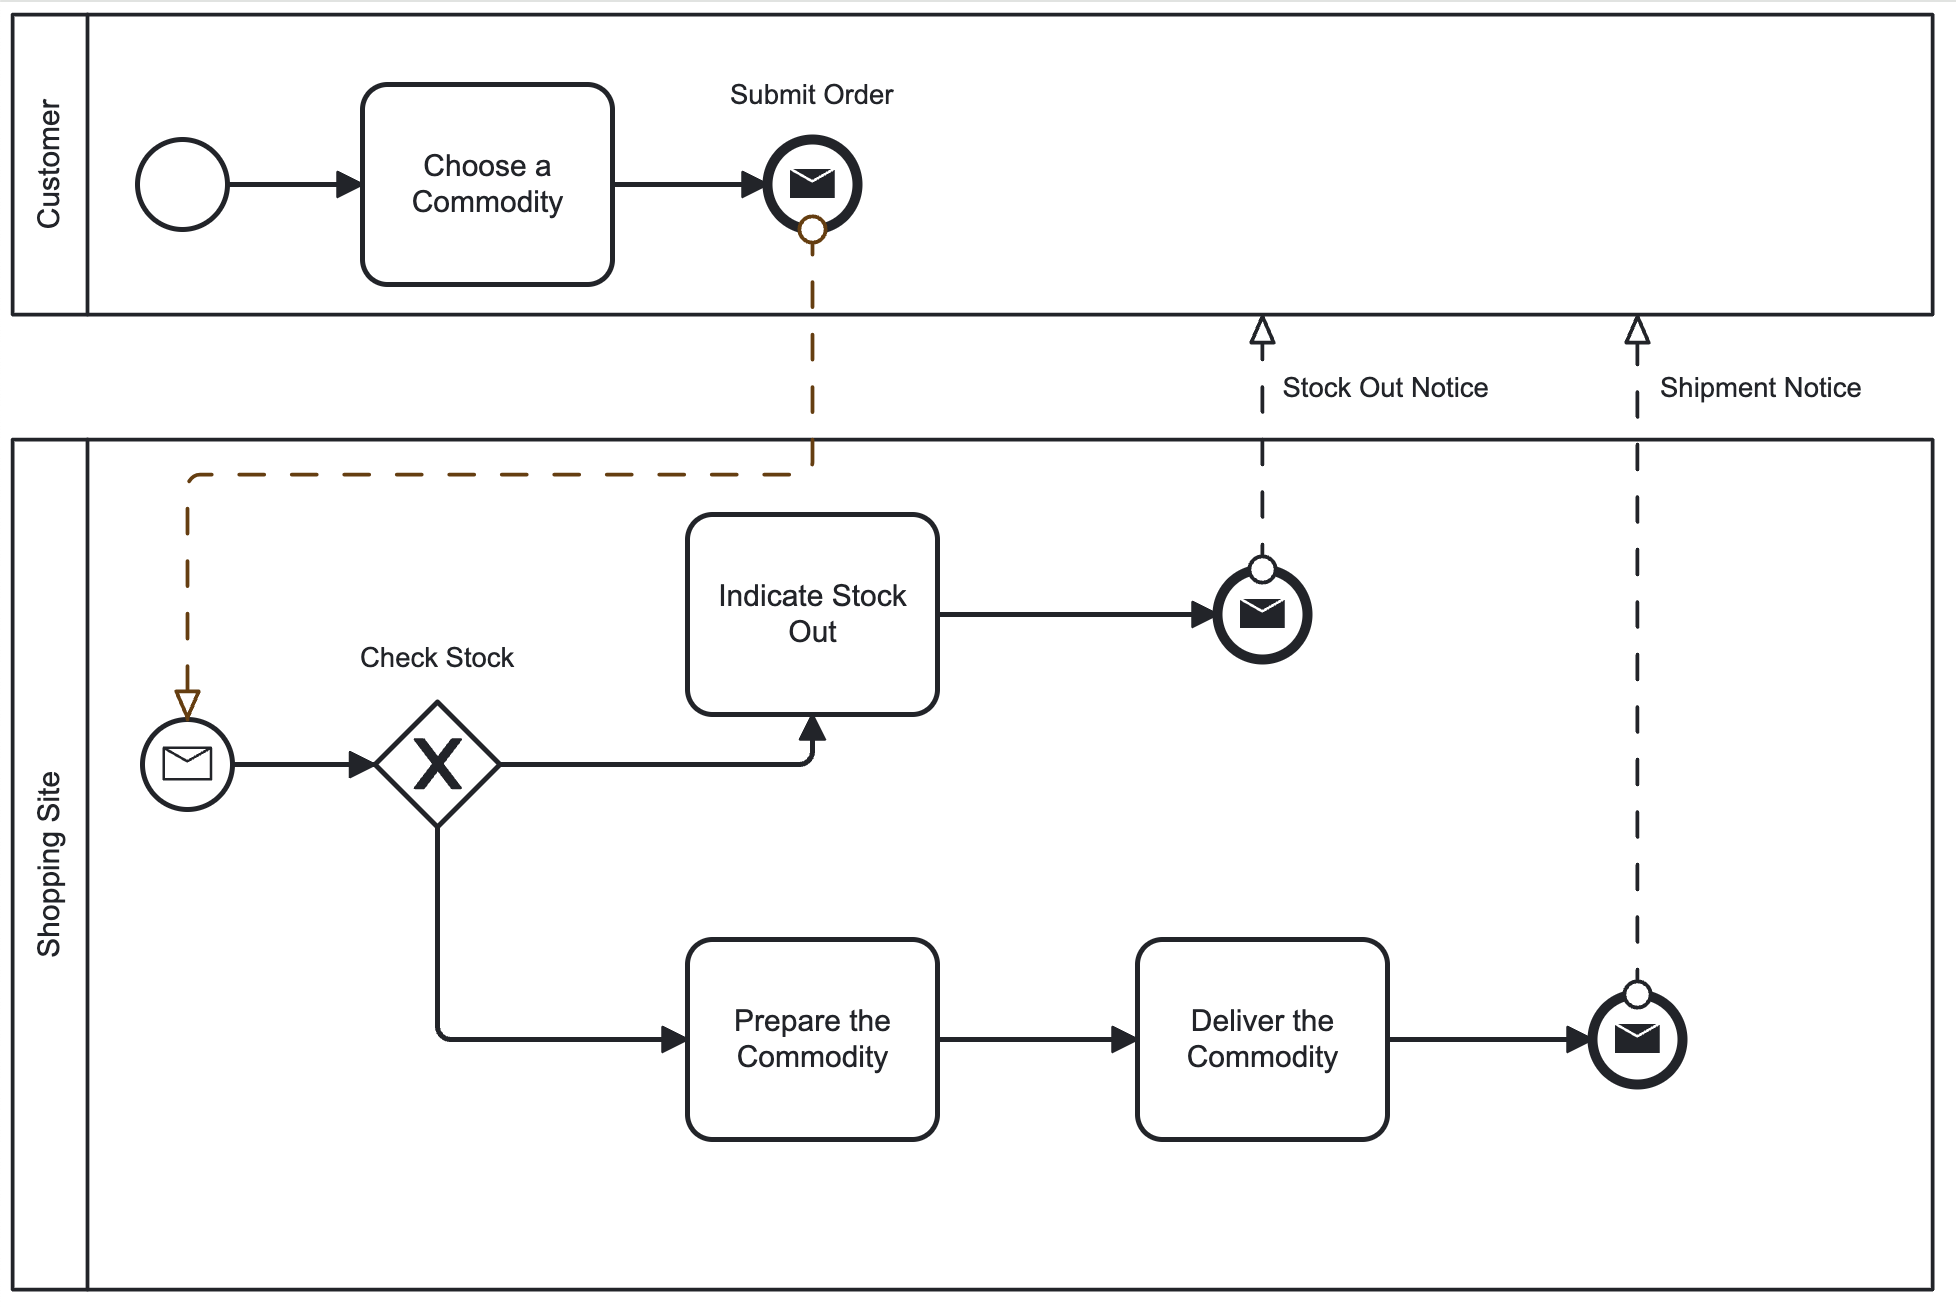 Customer
Submit Order
Choose a
Commodity
Stock Out Notice
Shipment Notice
Shopping Site
Indicate Stock
Out
Check Stock
X
Prepare the
Commodity
Deliver the
Commodity